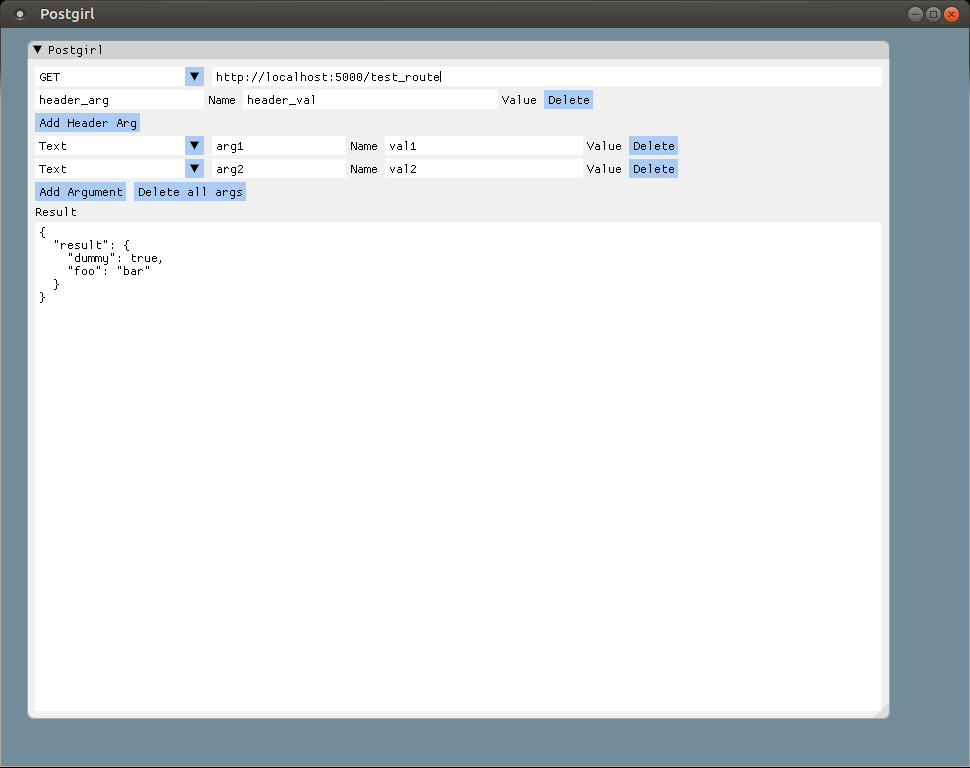 Postgirl
Postgirl
GET http://localhost:5000/test_route
header_arg Name header_val Value Delete
Add Header Arg
Text arg1 Name val1 Value Delete
Text arg2 Name val2 Value Delete
Add Argument Delete all args
Result
{
  "result": {
    "dummy": true,
    "foo": "bar"
  }
}